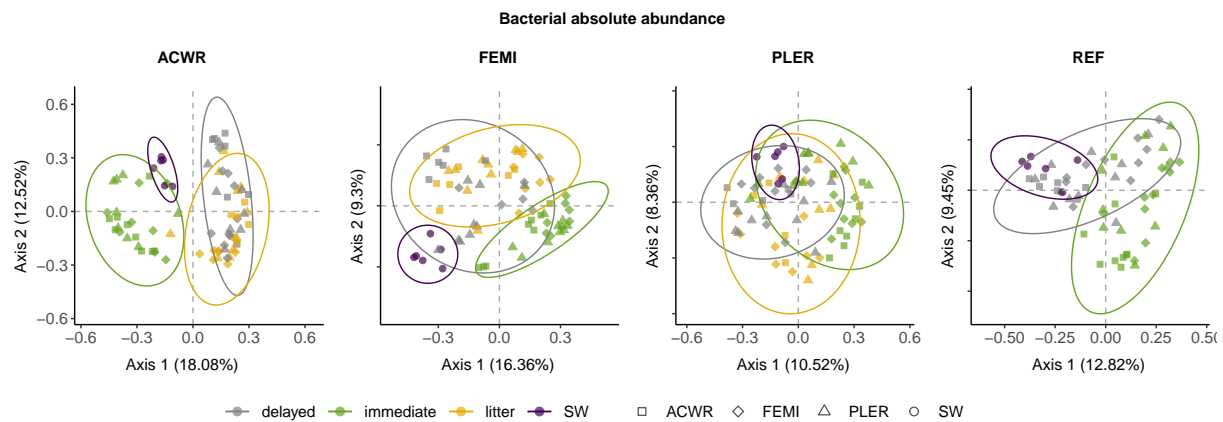 Bacterial absolute abundance
ACWR
FEMI
PLER
REF
Axis 2 (12.52%)
0.6
0.3
0.0
−0.3
−0.6
−0.6 −0.3 0.0 0.3 0.6
Axis 1 (18.08%)
Axis 2 (9.3%)
−0.3 0.0 0.3
Axis 1 (16.36%)
Axis 2 (8.36%)
−0.6 −0.3 0.0 0.3 0.6
Axis 1 (10.52%)
Axis 2 (9.45%)
−0.50 −0.25 0.00 0.25 0.50
Axis 1 (12.82%)
delayed immediate litter SW ACWR FEMI PLER SW